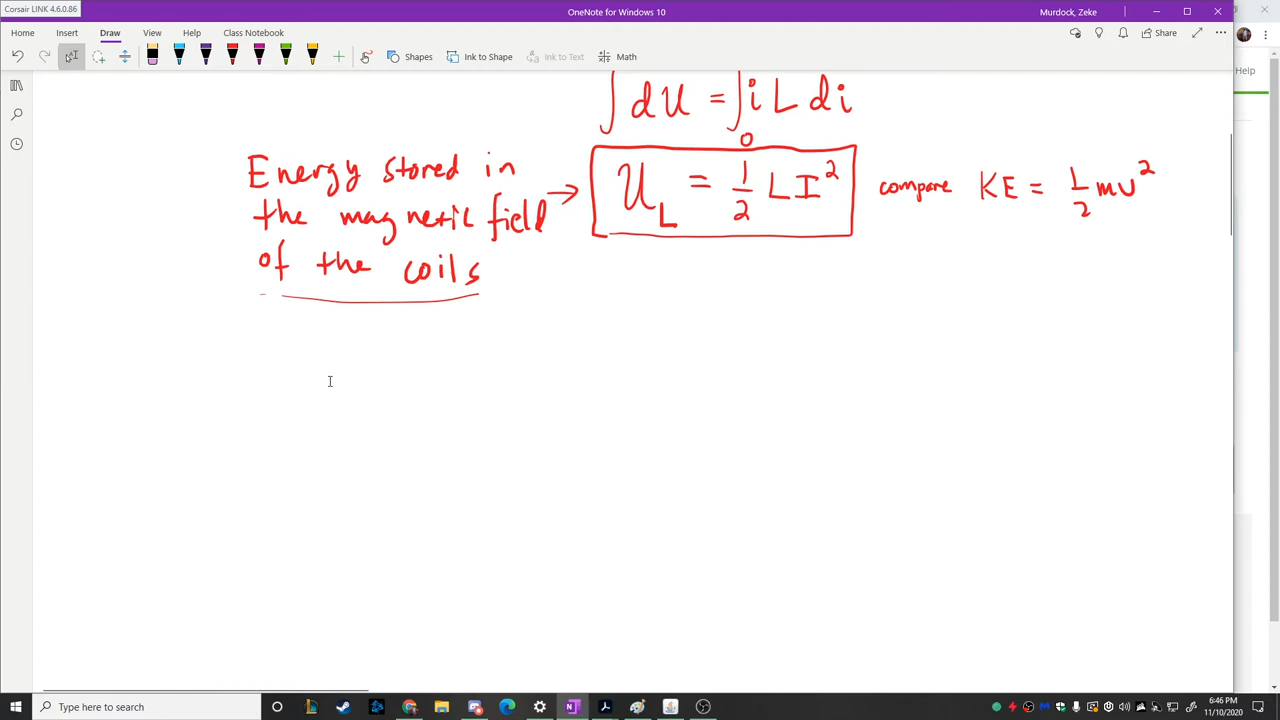 Corsair LINK 4.6.0.86
OneNote for Windows 10
Murdock, Zeke
Home Insert Draw View Help Class Notebook
Share
Shapes Ink to Shape Ink to Text Math
Help
∫ dU = ∫ i L di
0
Energy stored in
the magnetic field →
of the coils
U_L = 1/2 LI²
compare KE = 1/2 mv²
Type here to search
6:46 PM
11/10/2020